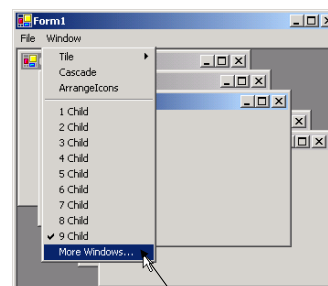 Form1
File Window
Tile
Cascade
ArrangeIcons
1 Child
2 Child
3 Child
4 Child
5 Child
6 Child
7 Child
8 Child
9 Child
More Windows...